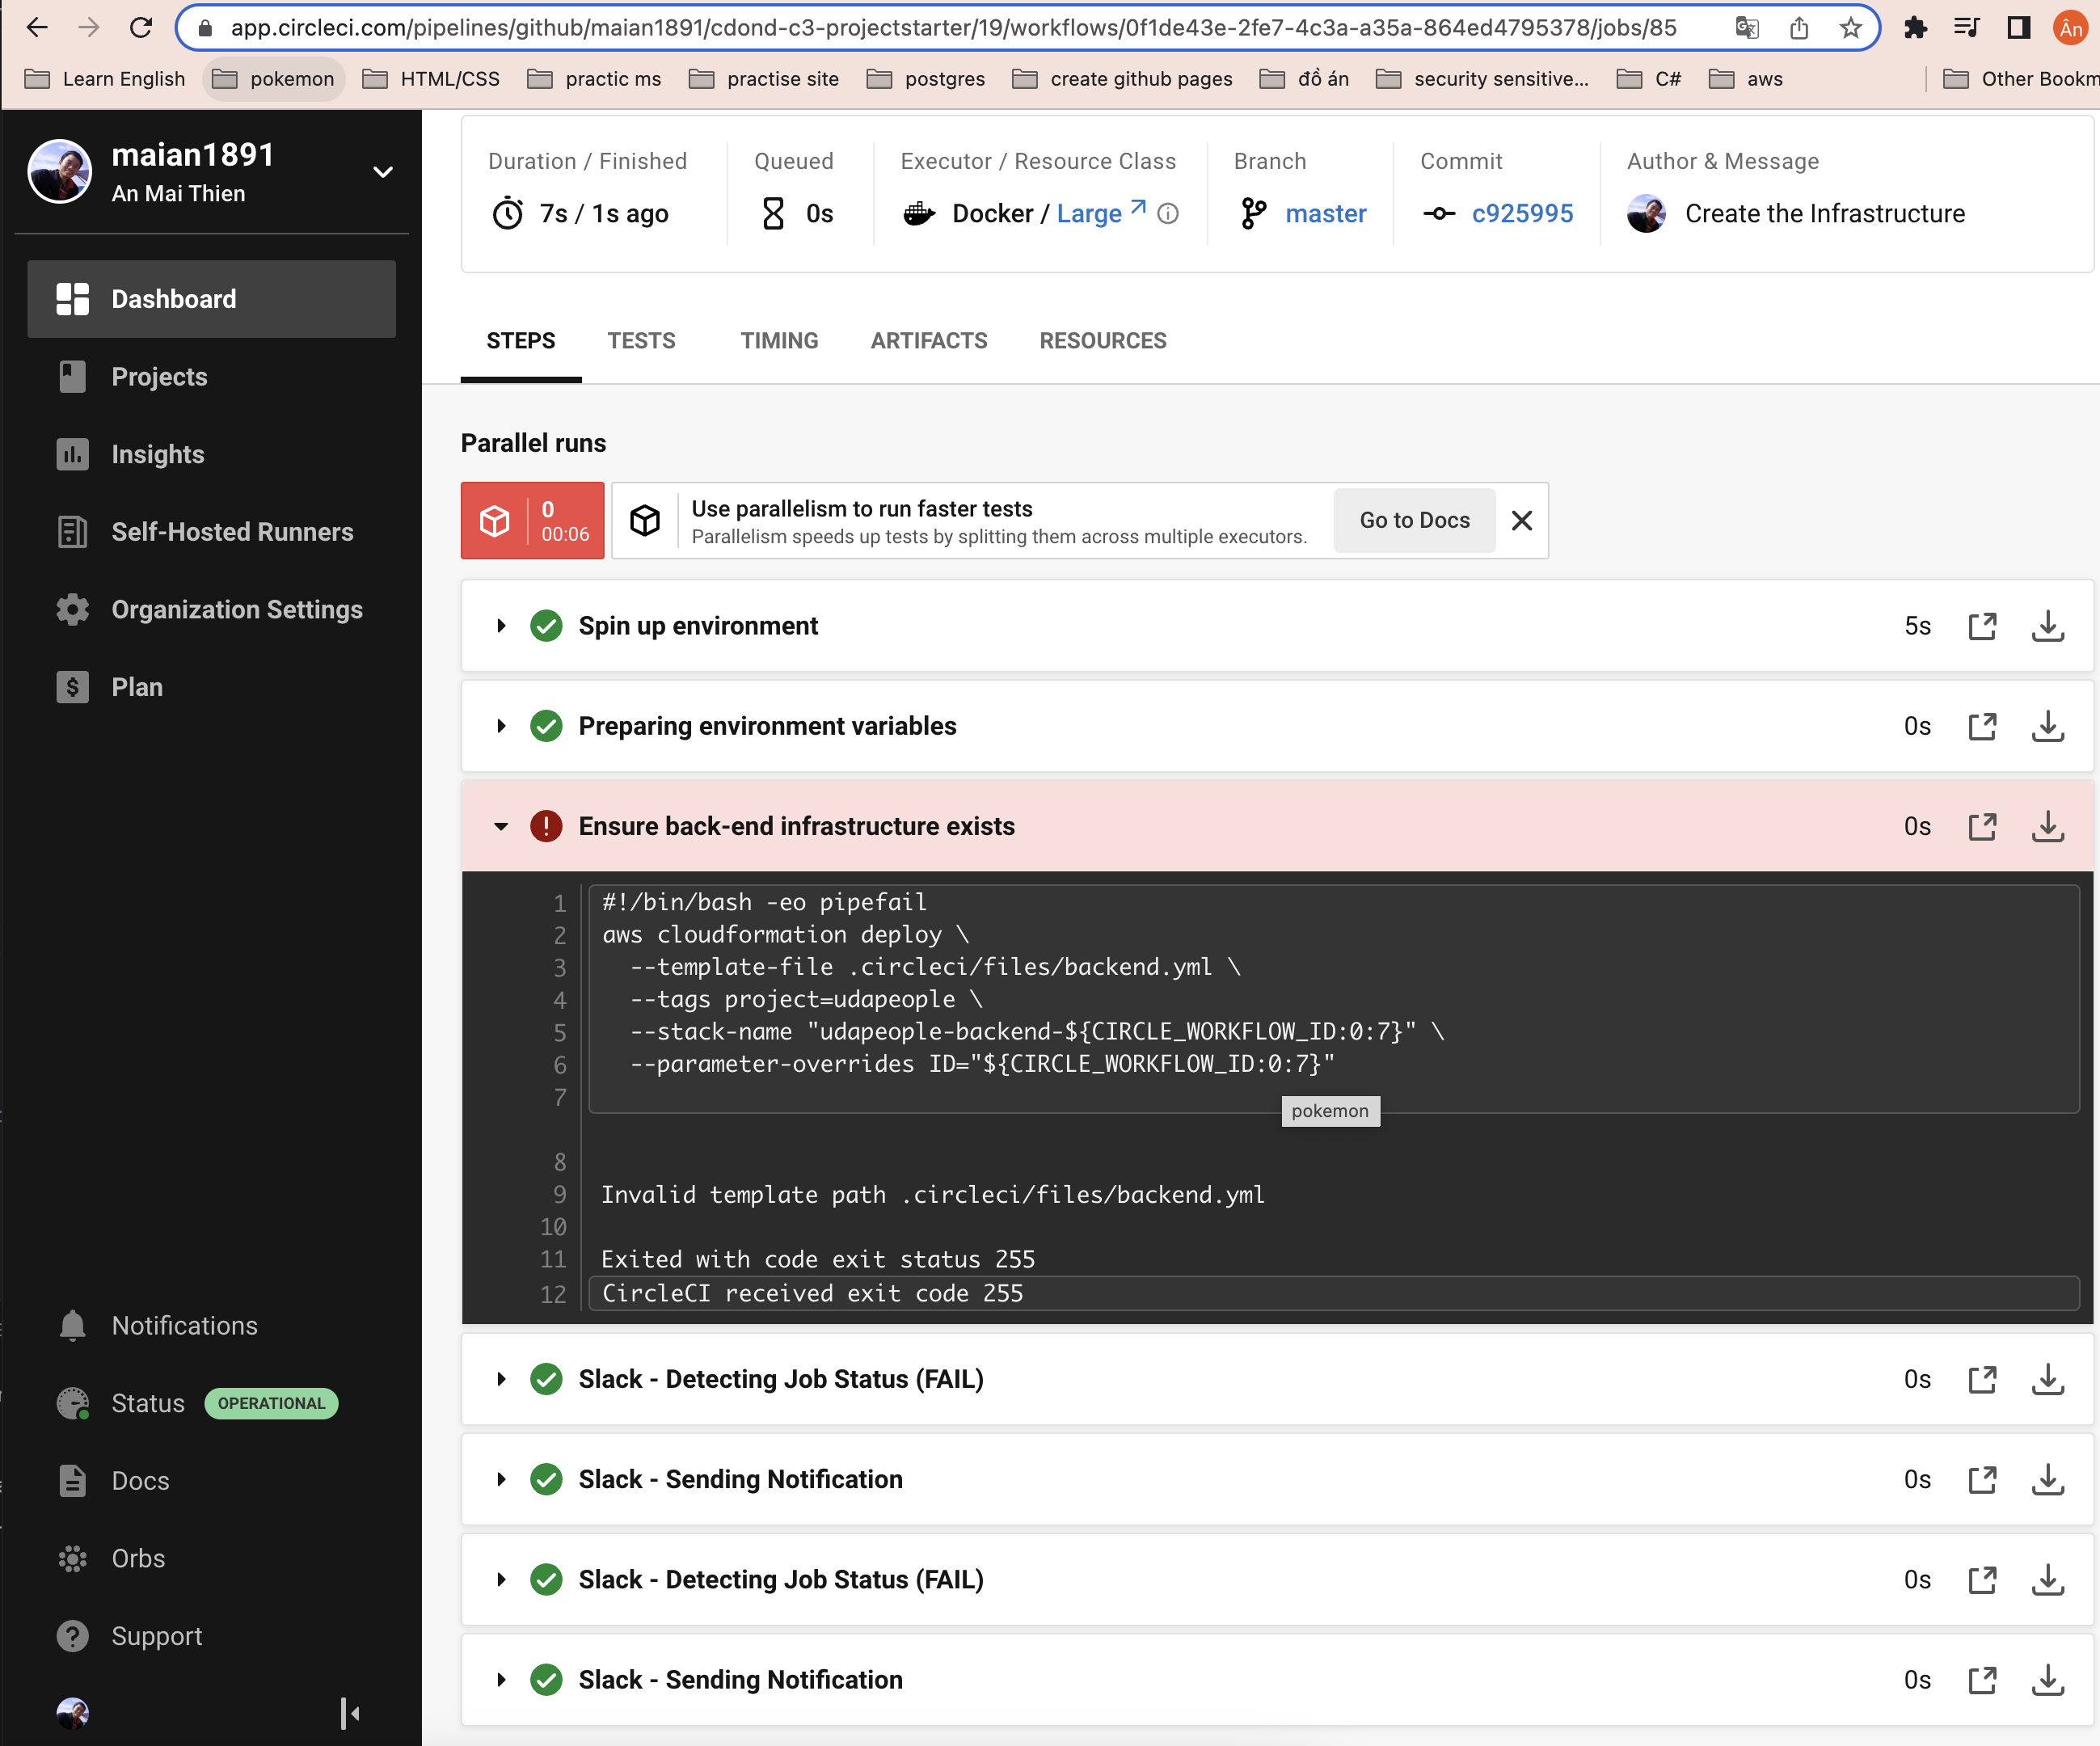 app.circleci.com/pipelines/github/maian1891/cdond-c3-projectstarter/19/workflows/0f1de43e-2fe7-4c3a-a35a-864ed4795378/jobs/85
Ân
Learn English
pokemon
HTML/CSS
practic ms
practise site
postgres
create github pages
đồ án
security sensitive...
C#
aws
Other Bookm
maian1891
An Mai Thien
Dashboard
Projects
Insights
Self-Hosted Runners
Organization Settings
Plan
Notifications
Status OPERATIONAL
Docs
Orbs
Support
Duration / Finished
7s / 1s ago
Queued
0s
Executor / Resource Class
Docker / Large
Branch
master
Commit
c925995
Author & Message
Create the Infrastructure
STEPS
TESTS
TIMING
ARTIFACTS
RESOURCES
Parallel runs
0
00:06
Use parallelism to run faster tests
Parallelism speeds up tests by splitting them across multiple executors.
Go to Docs
Spin up environment 5s
Preparing environment variables 0s
Ensure back-end infrastructure exists 0s
1 #!/bin/bash -eo pipefail
2 aws cloudformation deploy \
3 --template-file .circleci/files/backend.yml \
4 --tags project=udapeople \
5 --stack-name "udapeople-backend-${CIRCLE_WORKFLOW_ID:0:7}" \
6 --parameter-overrides ID="${CIRCLE_WORKFLOW_ID:0:7}"
7
pokemon
8
9 Invalid template path .circleci/files/backend.yml
10
11 Exited with code exit status 255
12 CircleCI received exit code 255
Slack - Detecting Job Status (FAIL) 0s
Slack - Sending Notification 0s
Slack - Detecting Job Status (FAIL) 0s
Slack - Sending Notification 0s